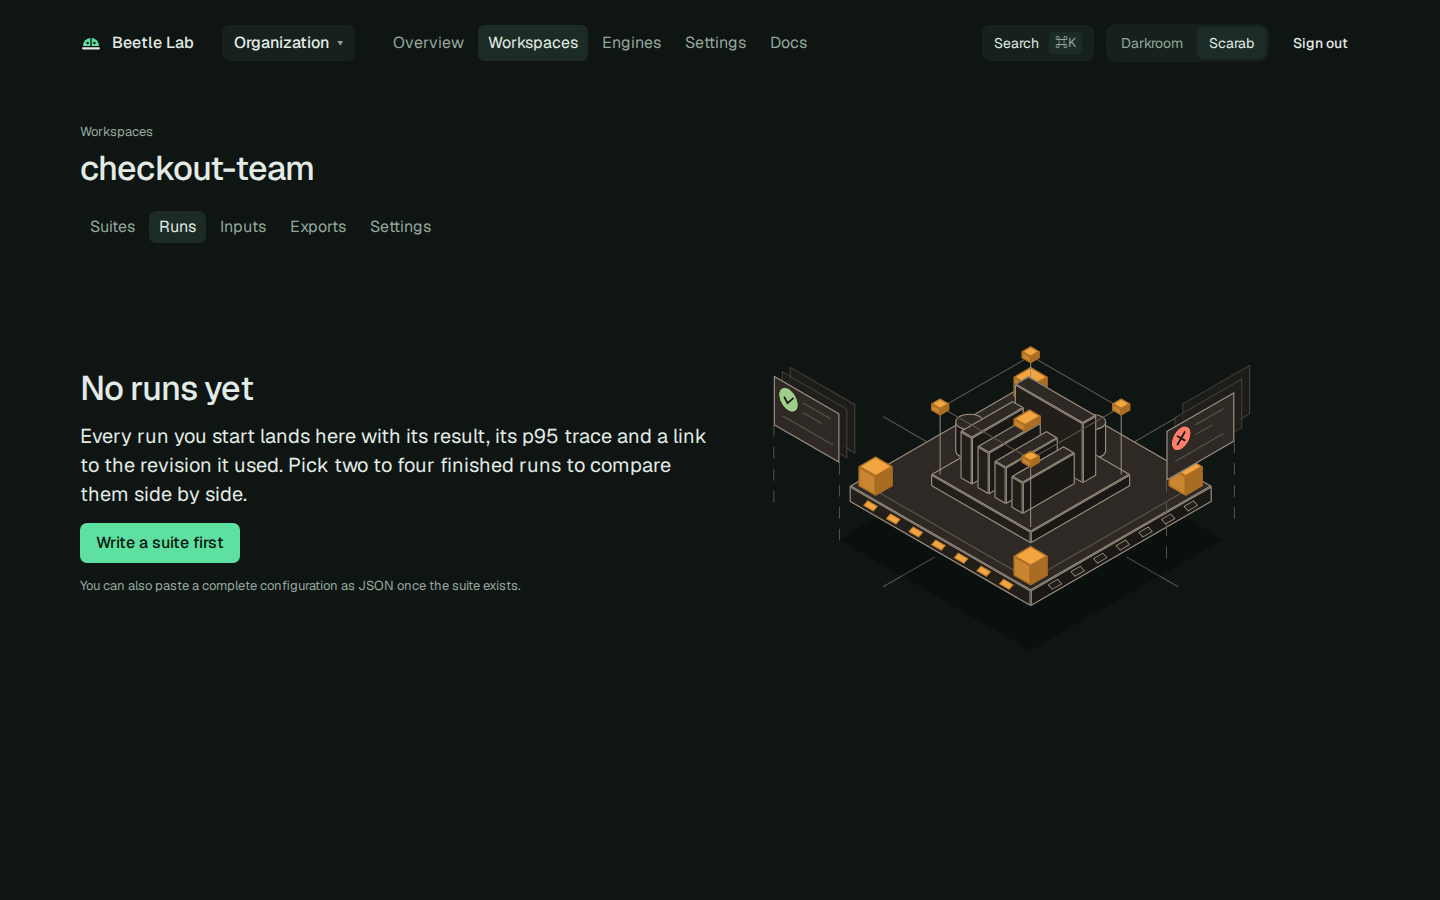 Beetle Lab
Organization
Overview
Workspaces
Engines
Settings
Docs
Search ⌘K
Darkroom
Scarab
Sign out
Workspaces
checkout-team
Suites
Runs
Inputs
Exports
Settings
No runs yet
Every run you start lands here with its result, its p95 trace and a link
to the revision it used. Pick two to four finished runs to compare
them side by side.
Write a suite first
You can also paste a complete configuration as JSON once the suite exists.